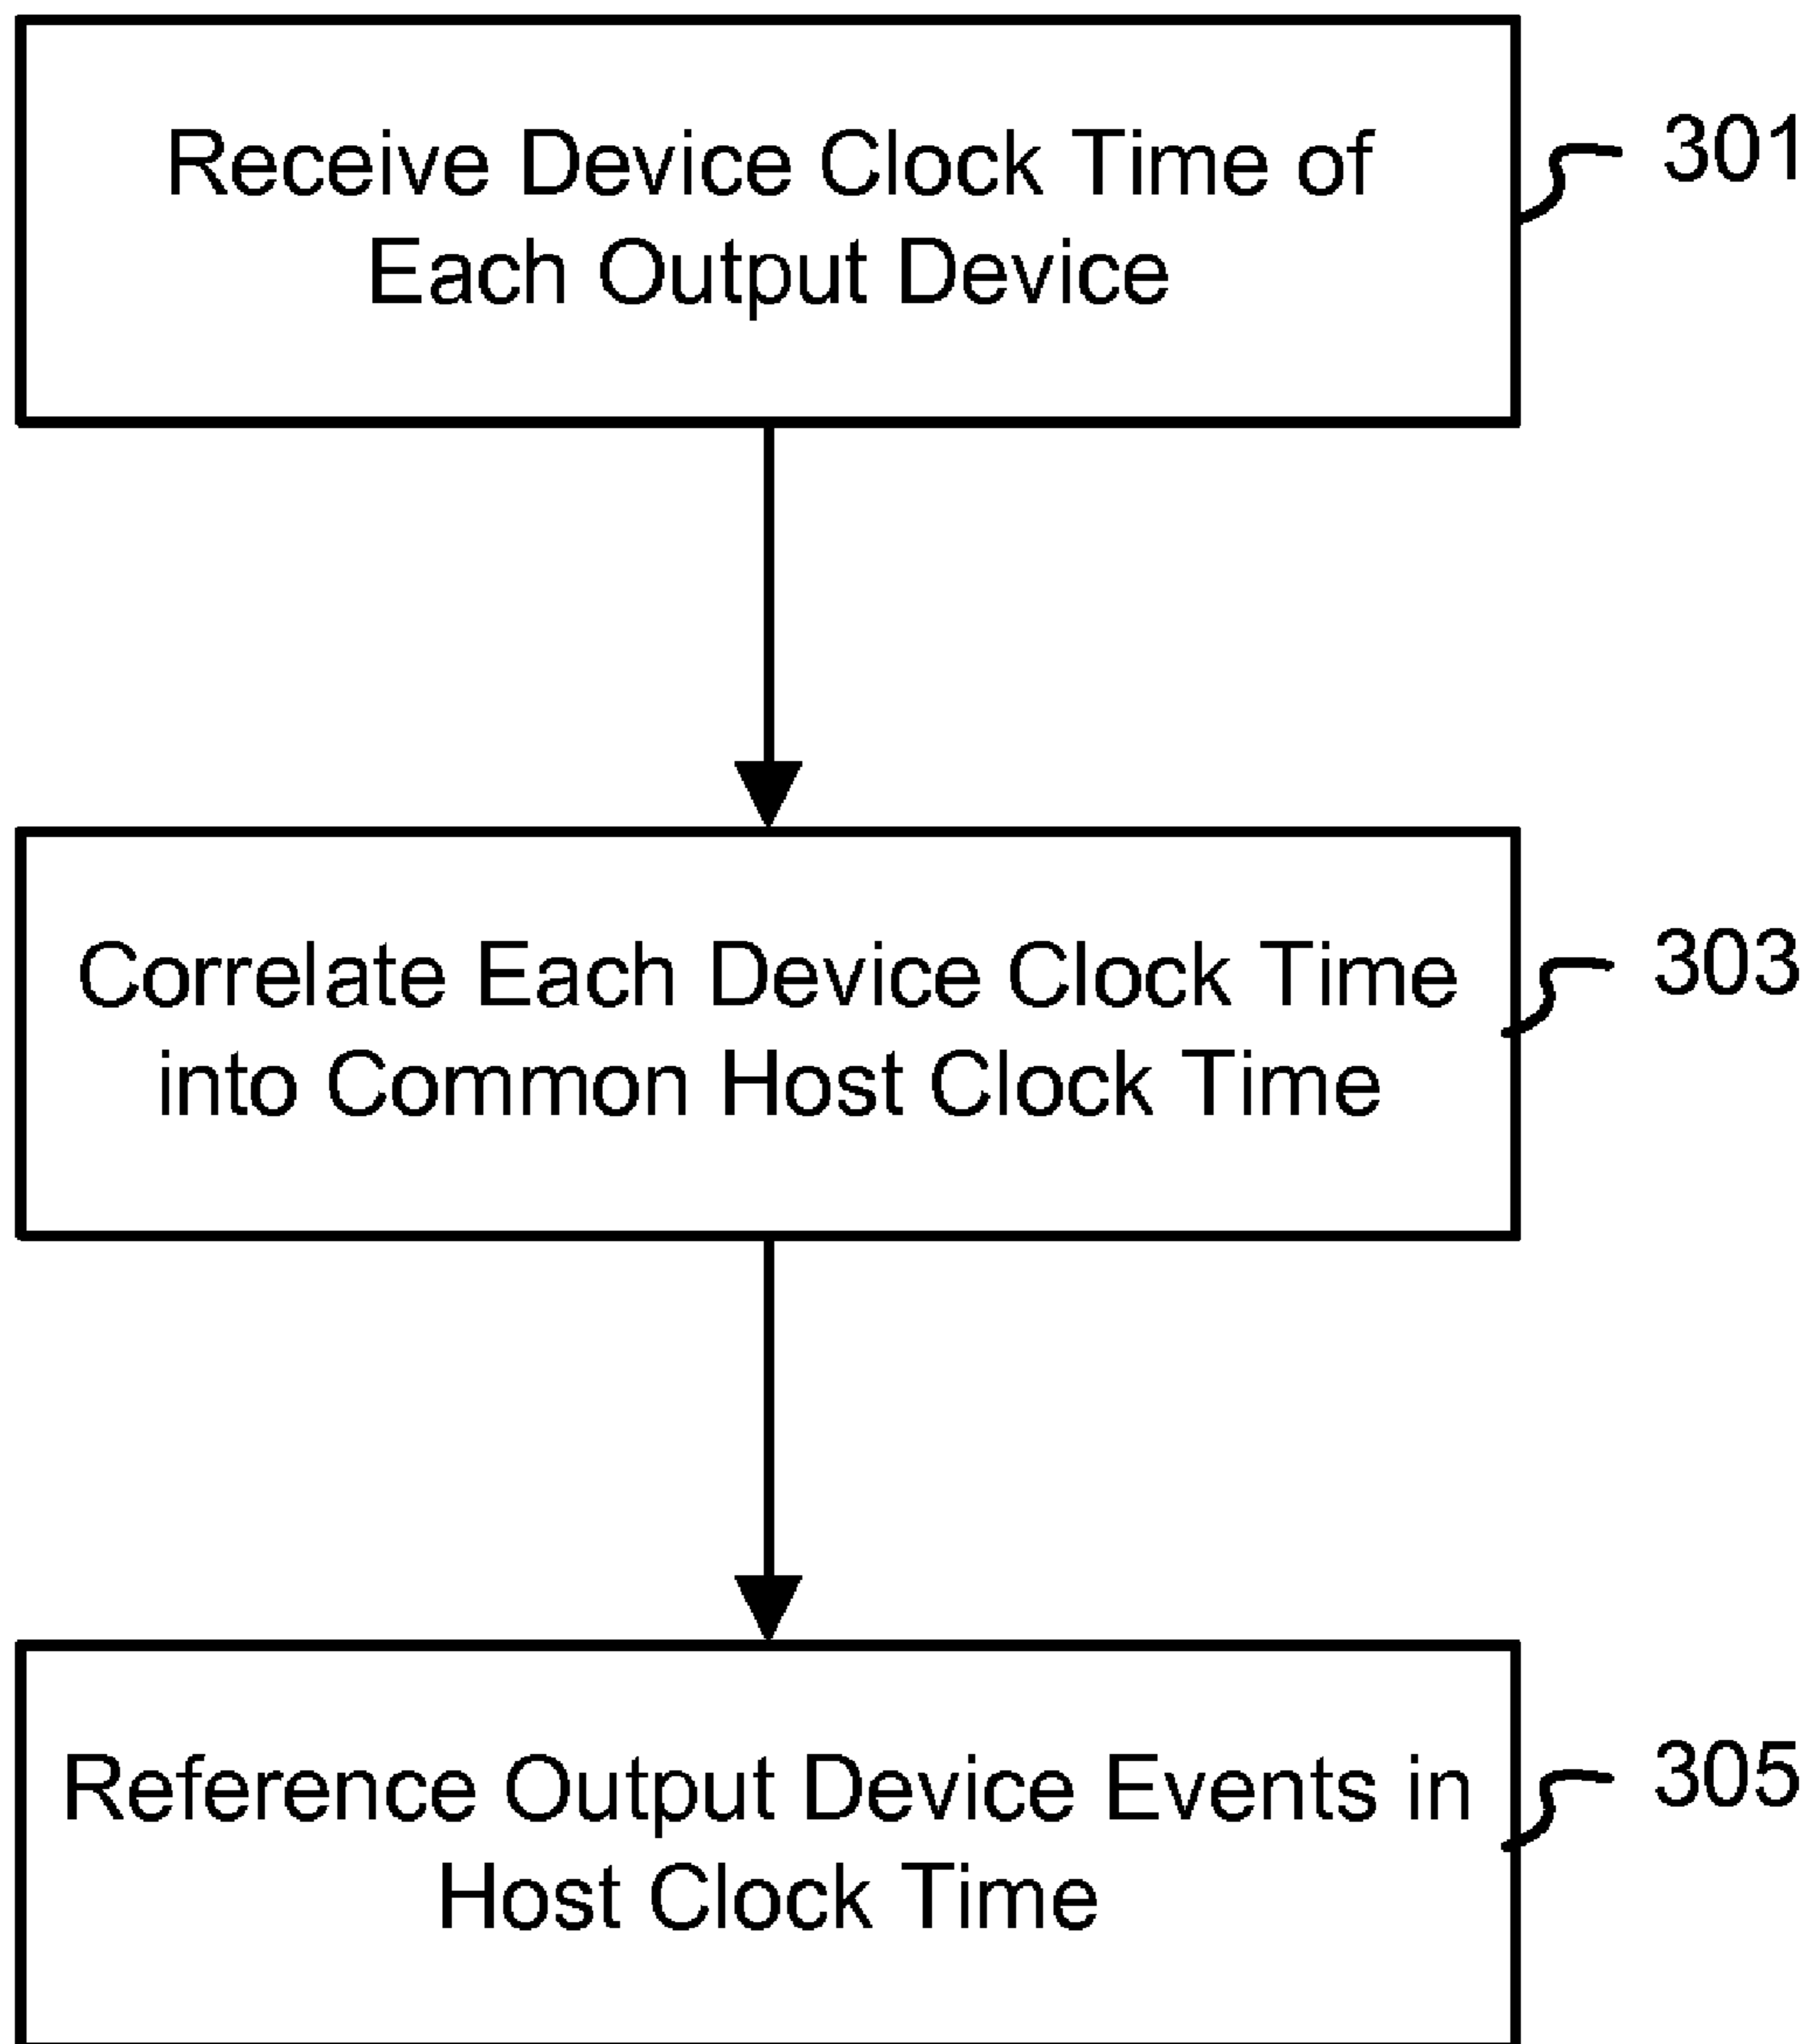 Receive Device Clock Time of
Each Output Device
301
Correlate Each Device Clock Time
into Common Host Clock Time
303
Reference Output Device Events in
Host Clock Time
305